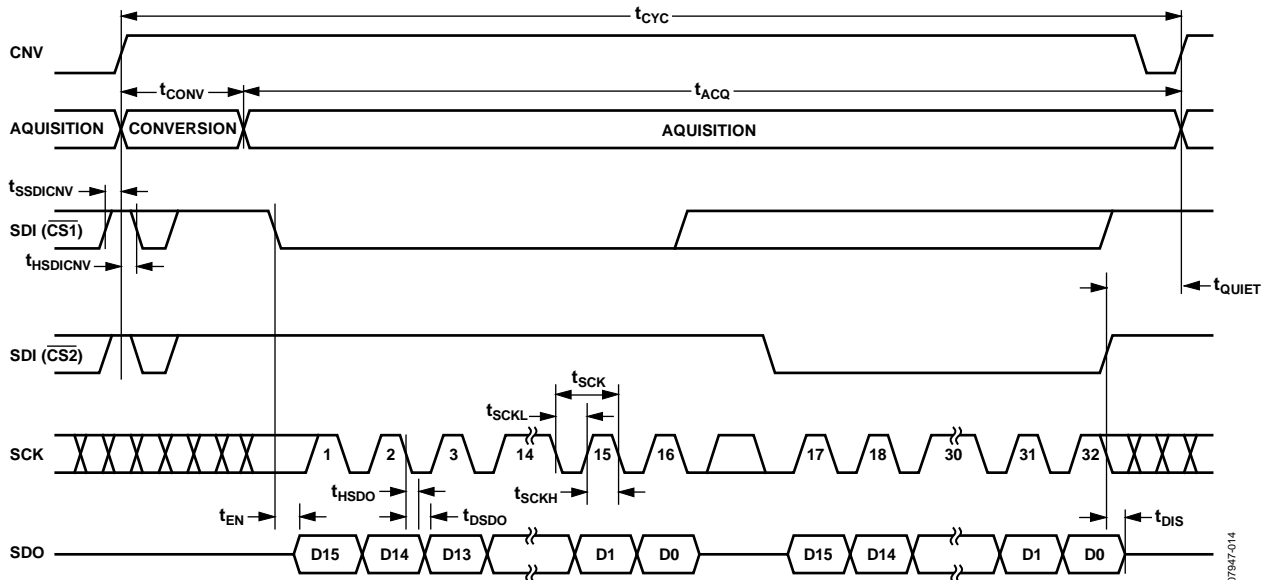 tCYC
CNV
tCONV
tACQ
AQUISITION
CONVERSION
AQUISITION
tSSDICNV
SDI (CS1)
tHSDICNV
tQUIET
SDI (CS2)
tSCK
tSCKL
SCK
1
2
3
14
15
16
17
18
30
31
32
tHSDO
tSCKH
tEN
tDSDO
tDIS
SDO
D15
D14
D13
D1
D0
D15
D14
D1
D0
07947-014